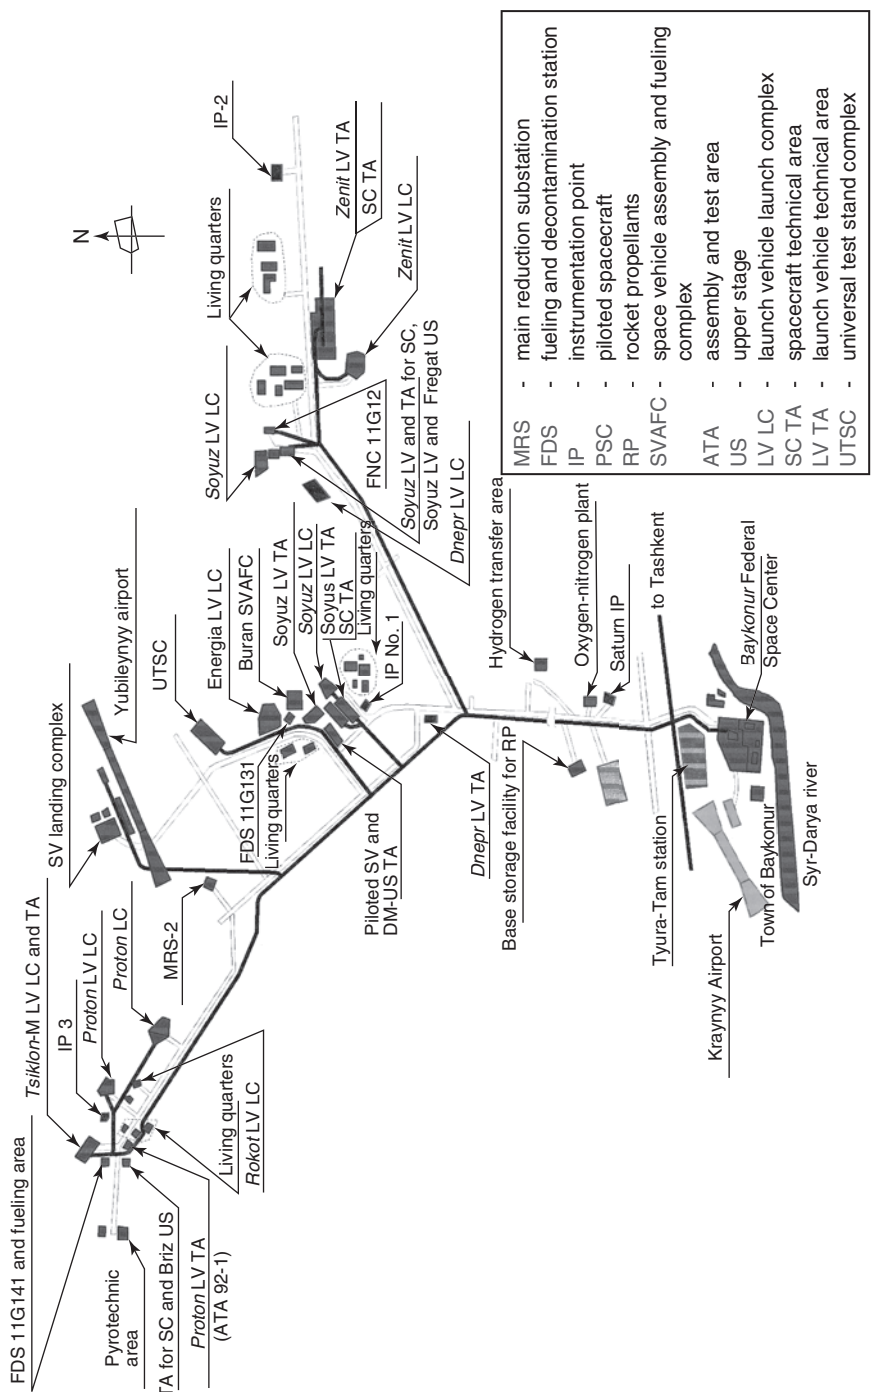 FDS 11G141 and fueling area
Tsiklon-M LV LC and TA
IP 3
Proton LV LC
Proton LC
MRS-2
SV landing complex
Yubileynyy airport
UTSC
Energia LV LC
Buran SVAFC
Soyuz LV TA
Soyuz LV LC
Soyus LV TA
SC TA
Living quarters
IP No. 1
FDS 11G131
Living quarters
Piloted SV and
DM-US TA
Pyrotechnic
area
TA for SC and Briz US
Proton LV TA
(ATA 92-1)
Living quarters
Rokot LV LC
Soyuz LV LC
Living quarters
IP-2
N
Zenit LV TA
SC TA
Zenit LV LC
FNC 11G12
Soyuz LV and TA for SC,
Soyuz LV and Fregat US
Dnepr LV LC
Dnepr LV TA
Base storage facility for RP
Hydrogen transfer area
Oxygen-nitrogen plant
Saturn IP
to Tashkent
Baykonur Federal
Space Center
Tyura-Tam station
Kraynyy Airport
Town of Baykonur
Syr-Darya river
MRS - main reduction substation
FDS - fueling and decontamination station
IP - instrumentation point
PSC - piloted spacecraft
RP - rocket propellants
SVAFC - space vehicle assembly and fueling
complex
ATA - assembly and test area
US - upper stage
LV LC - launch vehicle launch complex
SC TA - spacecraft technical area
LV TA - launch vehicle technical area
UTSC - universal test stand complex